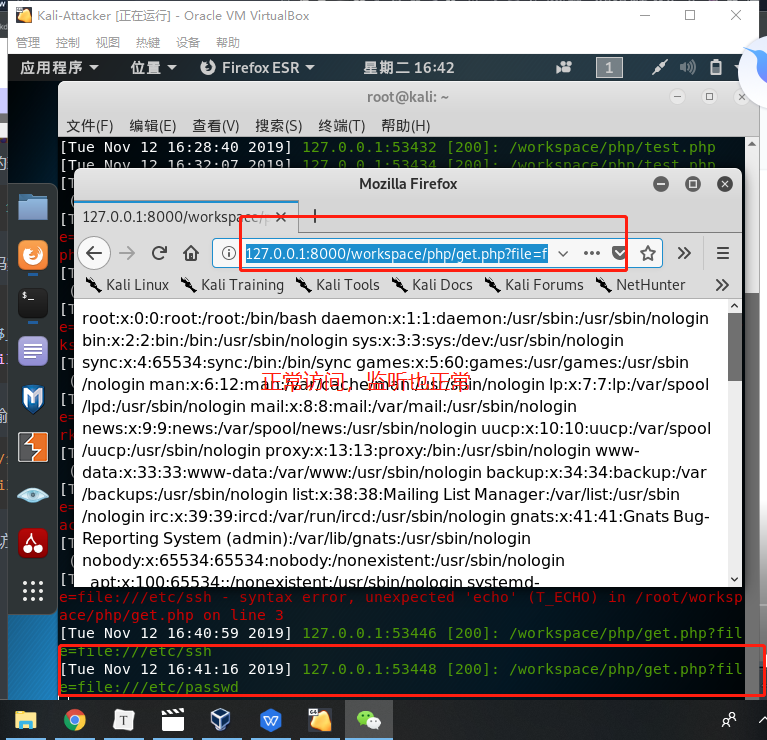 Kali-Attacker [正在运行] - Oracle VM VirtualBox
管理 控制 视图 热键 设备 帮助
应用程序 位置 Firefox ESR 星期二 16:42 1
root@kali: ~
文件(F) 编辑(E) 查看(V) 搜索(S) 终端(T) 帮助(H)
[Tue Nov 12 16:28:40 2019] 127.0.0.1:53432 [200]: /workspace/php/test.php
[Tue Nov 12 16:32:07 2019] 127.0.0.1:53434 [200]: /workspace/php/test.php
Mozilla Firefox
127.0.0.1:8000/workspace/
127.0.0.1:8000/workspace/php/get.php?file=f
Kali Linux Kali Training Kali Tools Kali Docs Kali Forums NetHunter
root:x:0:0:root:/root:/bin/bash daemon:x:1:1:daemon:/usr/sbin:/usr/sbin/nologin
bin:x:2:2:bin:/bin:/usr/sbin/nologin sys:x:3:3:sys:/dev:/usr/sbin/nologin
sync:x:4:65534:sync:/bin:/bin/sync games:x:5:60:games:/usr/games:/usr/sbin
/nologin man:x:6:12:man:/var/cache/man:/usr/sbin/nologin lp:x:7:7:lp:/var/spool
正常访问，监听也正常
/lpd:/usr/sbin/nologin mail:x:8:8:mail:/var/mail:/usr/sbin/nologin
news:x:9:9:news:/var/spool/news:/usr/sbin/nologin uucp:x:10:10:uucp:/var/spool
/uucp:/usr/sbin/nologin proxy:x:13:13:proxy:/bin:/usr/sbin/nologin www-
data:x:33:33:www-data:/var/www:/usr/sbin/nologin backup:x:34:34:backup:/var
/backups:/usr/sbin/nologin list:x:38:38:Mailing List Manager:/var/list:/usr/sbin
/nologin irc:x:39:39:ircd:/var/run/ircd:/usr/sbin/nologin gnats:x:41:41:Gnats Bug-
Reporting System (admin):/var/lib/gnats:/usr/sbin/nologin
nobody:x:65534:65534:nobody:/nonexistent:/usr/sbin/nologin
_apt:x:100:65534::/nonexistent:/usr/sbin/nologin systemd-
e=file:///etc/ssh - syntax error, unexpected 'echo' (T_ECHO) in /root/worksp
ace/php/get.php on line 3
[Tue Nov 12 16:40:59 2019] 127.0.0.1:53446 [200]: /workspace/php/get.php?fil
e=file:///etc/ssh
[Tue Nov 12 16:41:16 2019] 127.0.0.1:53448 [200]: /workspace/php/get.php?fil
e=file:///etc/passwd